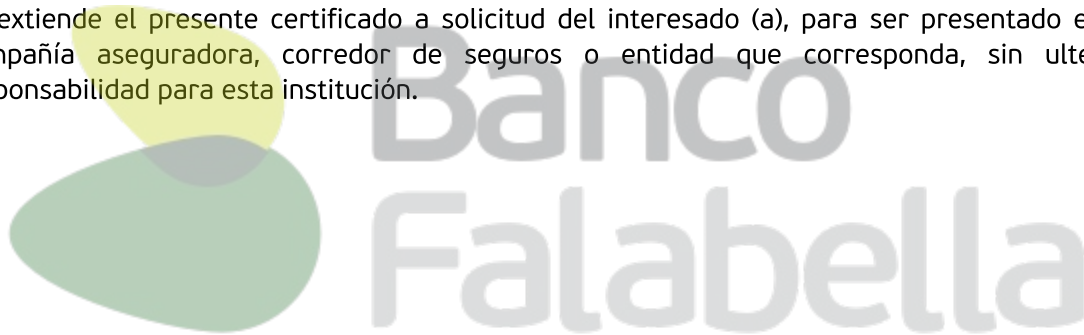 extiende el presente certificado a solicitud del interesado (a), para ser presentado e
mpañía aseguradora, corredor de seguros o entidad que corresponda, sin ulte
ponsabilidad para esta institución.
Banco
Falabella